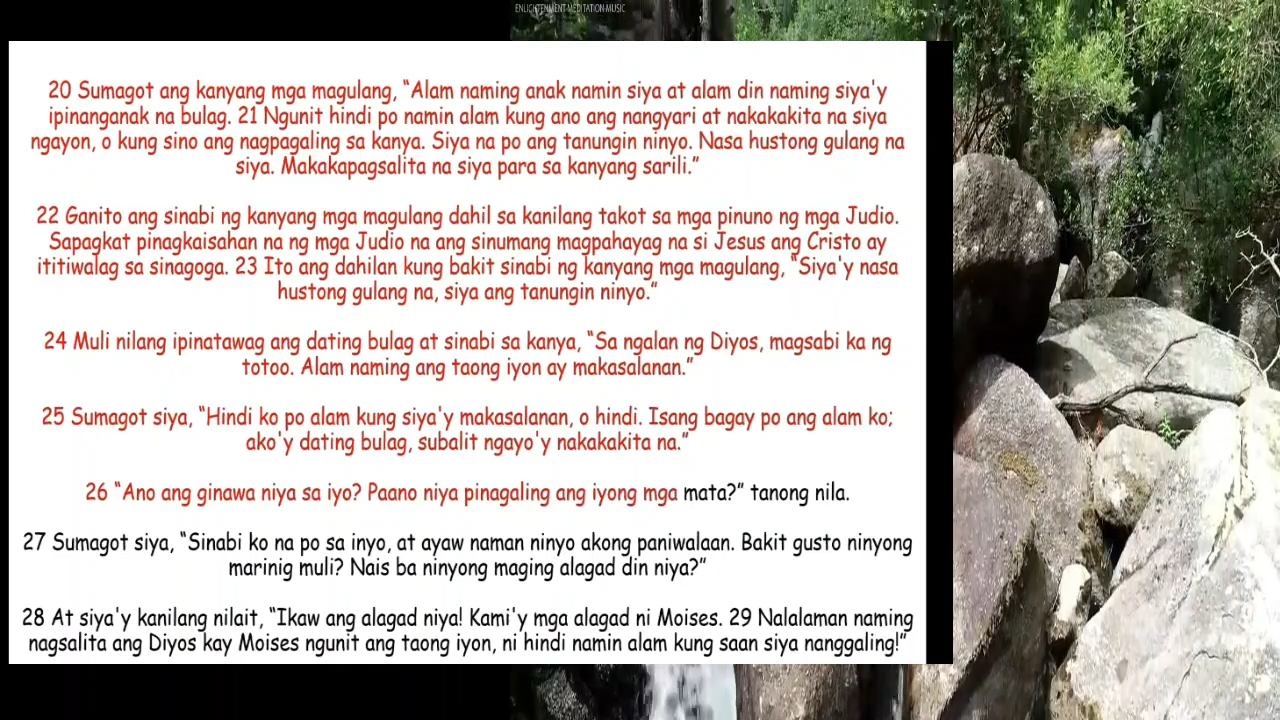 ENLIGHTENMENT MEDITATION MUSIC
20 Sumagot ang kanyang mga magulang, “Alam naming anak namin siya at alam din naming siya'y
ipinanganak na bulag. 21 Ngunit hindi po namin alam kung ano ang nangyari at nakakakita na siya
ngayon, o kung sino ang nagpagaling sa kanya. Siya na po ang tanungin ninyo. Nasa hustong gulang na
siya. Makakapagsalita na siya para sa kanyang sarili.”
22 Ganito ang sinabi ng kanyang mga magulang dahil sa kanilang takot sa mga pinuno ng mga Judio.
Sapagkat pinagkaisahan na ng mga Judio na ang sinumang magpahayag na si Jesus ang Cristo ay
ititiwalag sa sinagoga. 23 Ito ang dahilan kung bakit sinabi ng kanyang mga magulang, “Siya'y nasa
hustong gulang na, siya ang tanungin ninyo.”
24 Muli nilang ipinatawag ang dating bulag at sinabi sa kanya, “Sa ngalan ng Diyos, magsabi ka ng
totoo. Alam naming ang taong iyon ay makasalanan.”
25 Sumagot siya, “Hindi ko po alam kung siya'y makasalanan, o hindi. Isang bagay po ang alam ko;
ako'y dating bulag, subalit ngayo'y nakakakita na.”
26 “Ano ang ginawa niya sa iyo? Paano niya pinagaling ang iyong mga mata?” tanong nila.
27 Sumagot siya, “Sinabi ko na po sa inyo, at ayaw naman ninyo akong paniwalaan. Bakit gusto ninyong
marinig muli? Nais ba ninyong maging alagad din niya?”
28 At siya'y kanilang nilait, “Ikaw ang alagad niya! Kami'y mga alagad ni Moises. 29 Nalalaman naming
nagsalita ang Diyos kay Moises ngunit ang taong iyon, ni hindi namin alam kung saan siya nanggaling!”